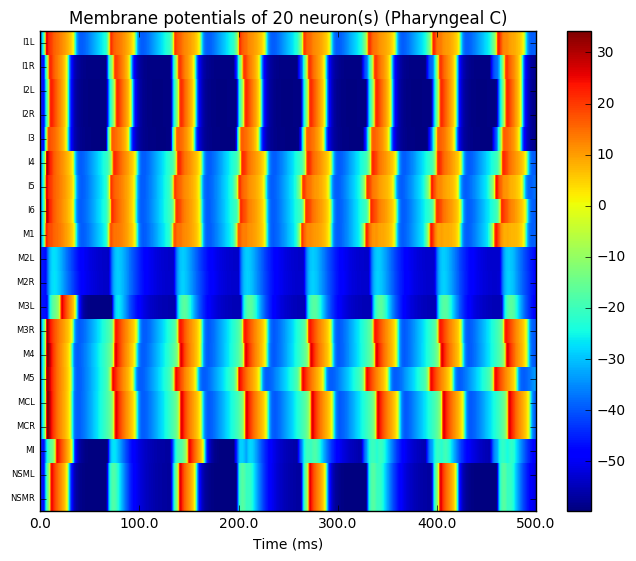 Membrane potentials of 20 neuron(s) (Pharyngeal C)
I1L
I1R
I2L
I2R
I3
I4
I5
I6
M1
M2L
M2R
M3L
M3R
M4
M5
MCL
MCR
MI
NSML
NSMR
0.0 100.0 200.0 300.0 400.0 500.0
Time (ms)
30
20
10
0
−10
−20
−30
−40
−50